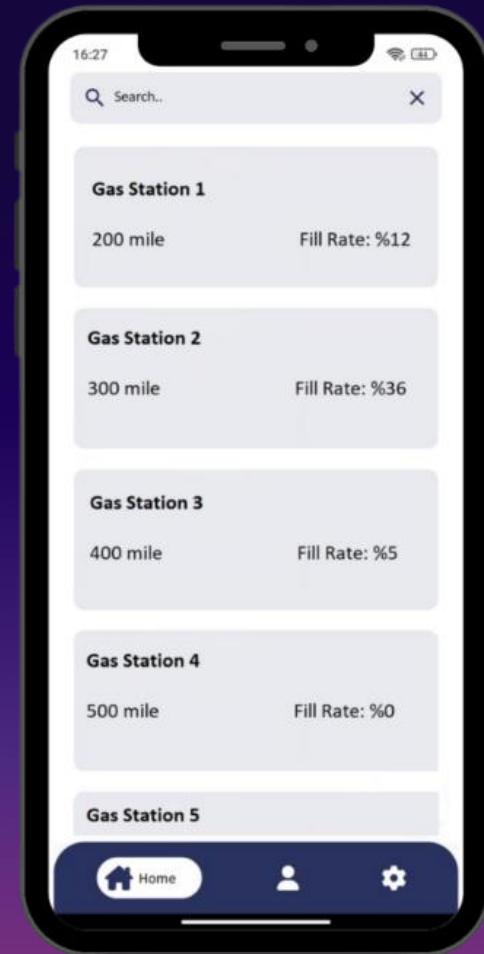 16:27
44
Search..
Gas Station 1
200 mile Fill Rate: %12
Gas Station 2
300 mile Fill Rate: %36
Gas Station 3
400 mile Fill Rate: %5
Gas Station 4
500 mile Fill Rate: %0
Gas Station 5
Home